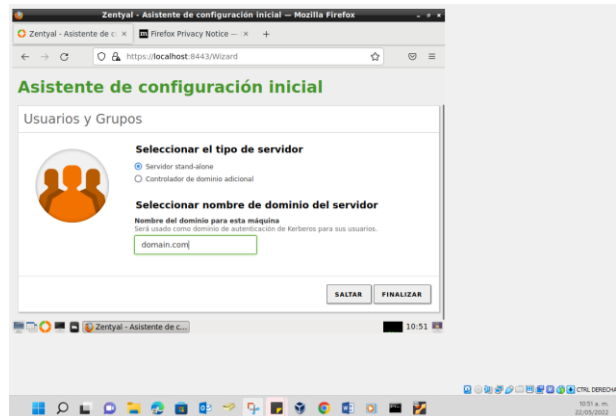 Zentyal - Asistente de configuración inicial — Mozilla Firefox
Zentyal - Asistente de c
Firefox Privacy Notice —
https://localhost:8443/Wizard
Asistente de configuración inicial
Usuarios y Grupos
Seleccionar el tipo de servidor
Servidor stand-alone
Controlador de dominio adicional
Seleccionar nombre de dominio del servidor
Nombre del dominio para esta máquina
Será usado como dominio de autenticación de Kerberos para sus usuarios.
domain.com
SALTAR FINALIZAR
Zentyal - Asistente de c... 10:51
CTRL DERECHA
10:51 a. m.